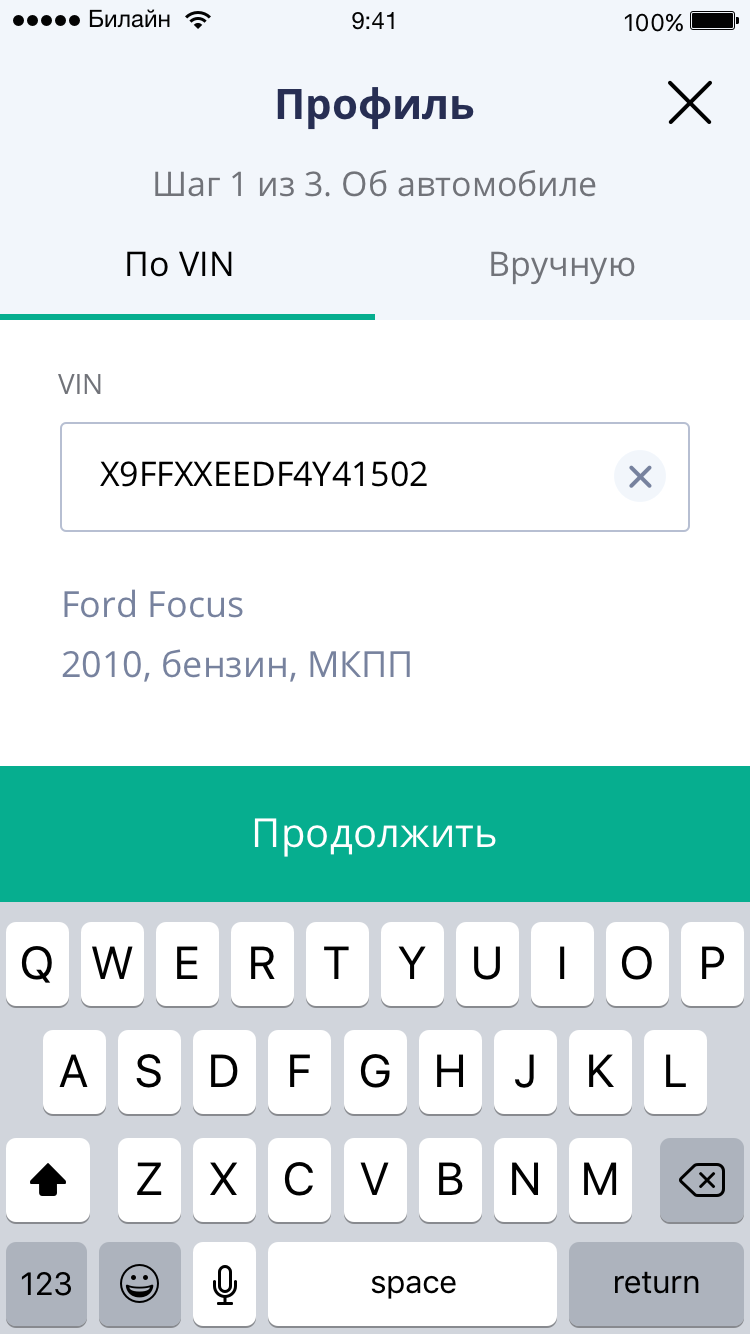 Билайн 9:41 100%
Профиль
Шаг 1 из 3. Об автомобиле
По VIN Вручную
VIN
X9FFXXEEDF4Y41502
Ford Focus
2010, бензин, МКПП
Продолжить
Q W E R T Y U I O P
A S D F G H J K L
Z X C V B N M
123 space return